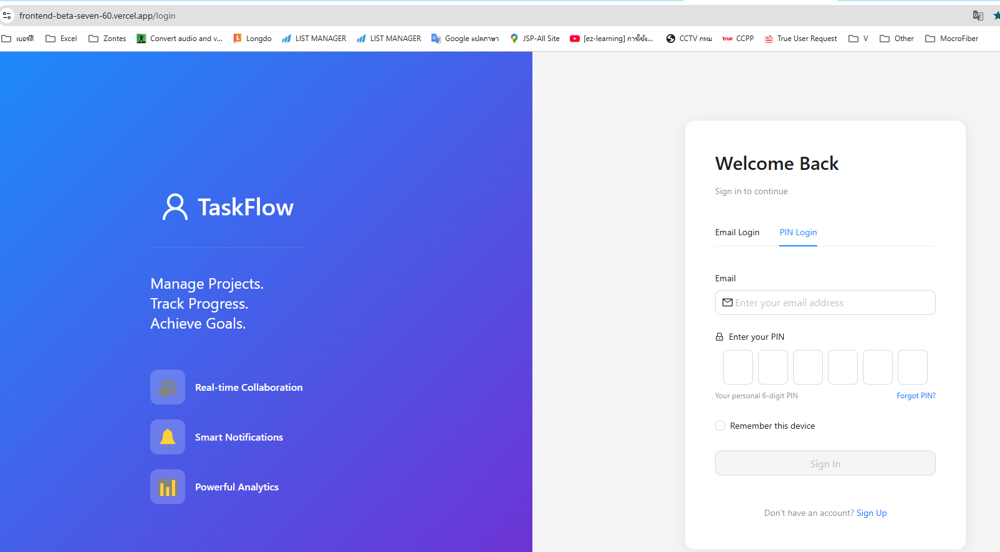 frontend-beta-seven-60.vercel.app/login
เบอร์ดี Excel Zontes Convert audio and v... Longdo LIST MANAGER LIST MANAGER Google แปลภาษา JSP-All Site [ez-learning] การใช้ง... CCTV กทม true CCPP True User Request V Other MocroFiber
TaskFlow
Manage Projects.
Track Progress.
Achieve Goals.
Real-time Collaboration
Smart Notifications
Powerful Analytics
Welcome Back
Sign in to continue
Email Login PIN Login
Email
Enter your email address
Enter your PIN
Your personal 6-digit PIN Forgot PIN?
Remember this device
Sign In
Don't have an account? Sign Up